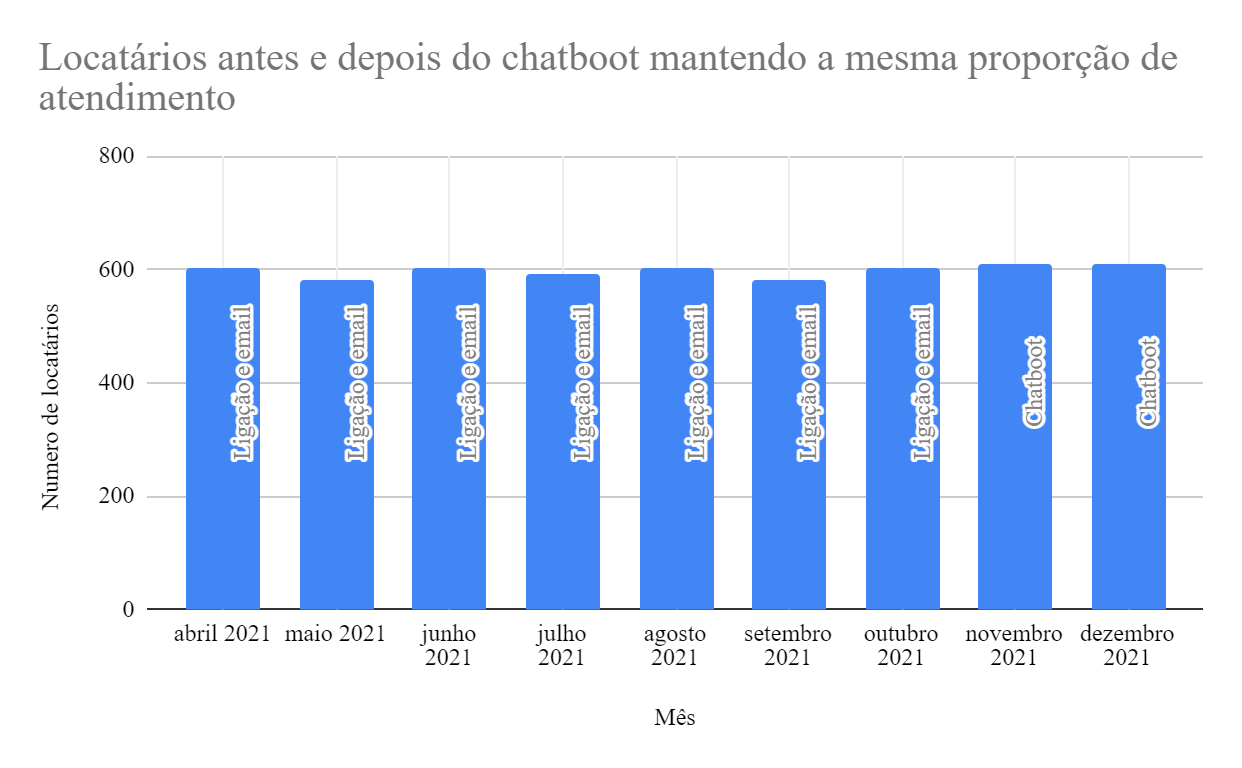 Locatários antes e depois do chatboot mantendo a mesma proporção de
atendimento
800
600
400
200
0
Numero de locatários
Ligação e email
Ligação e email
Ligação e email
Ligação e email
Ligação e email
Ligação e email
Ligação e email
Chatboot
Chatboot
abril 2021
maio 2021
junho
2021
julho
2021
agosto
2021
setembro
2021
outubro
2021
novembro
2021
dezembro
2021
Mês